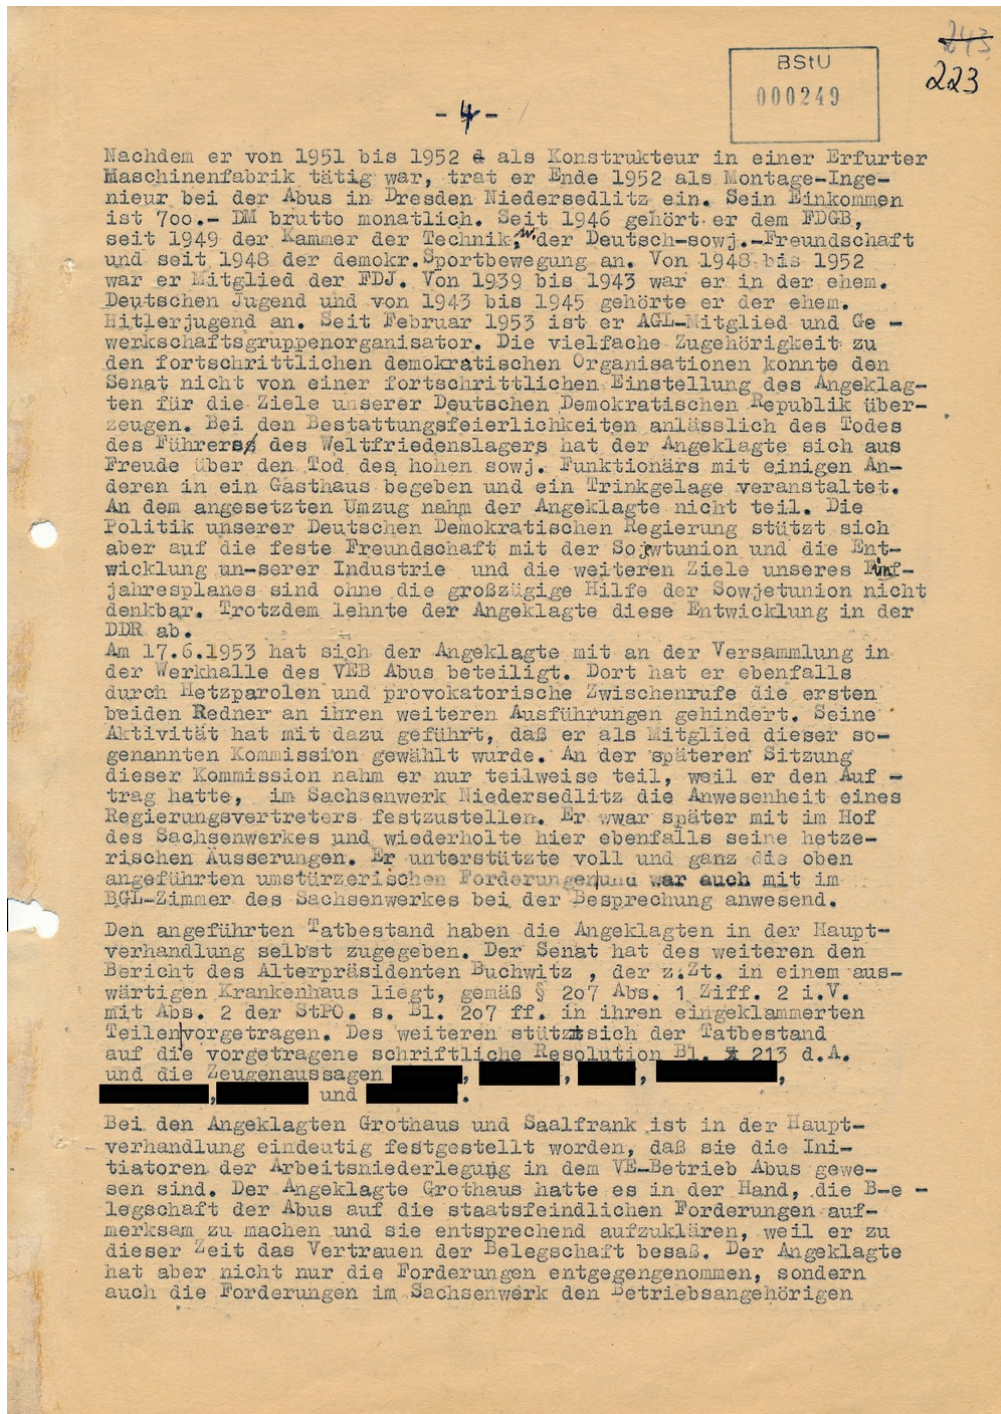 243
BStU
223
000249
- 4 -
Nachdem er von 1951 bis 1952 d als Konstrukteur in einer Erfurter
Maschinenfabrik tätig war, trat er Ende 1952 als Montage-Inge-
nieur bei der Abus in Dresden Niedersedlitz ein. Sein Einkommen
ist 7oo.- DM brutto monatlich. Seit 1946 gehört er dem FDGB,
seit 1949 der Kammer der Technik, w. der Deutsch-sowj.-Freundschaft
und seit 1948 der demokr. Sportbewegung an. Von 1948 bis 1952
war er Mitglied der FDJ. Von 1939 bis 1943 war er in der ehem.
Deutschen Jugend und von 1943 bis 1945 gehörte er der ehem.
Hitlerjugend an. Seit Februar 1953 ist er AGL-Mitglied und Ge -
werkschaftsgruppenorganisator. Die vielfache Zugehörigkeit zu
den fortschrittlichen demokratischen Organisationen konnte den
Senat nicht von einer fortschrittlichen Einstellung des Angeklag-
ten für die Ziele unserer Deutschen Demokratischen Republik über-
zeugen. Bei den Bestattungsfeierlichkeiten anlässlich des Todes
des Führers des Weltfriedenslagers hat der Angeklagte sich aus
Freude über den Tod des hohen sowj. Funktionärs mit einigen An-
deren in ein Gasthaus begeben und ein Trinkgelage veranstaltet.
An dem angesetzten Umzug nahm der Angeklagte nicht teil. Die
Politik unserer Deutschen Demokratischen Regierung stützt sich
aber auf die feste Freundschaft mit der Sojwtunion und die Ent-
wicklung un-serer Industrie und die weiteren Ziele unseres Fünf-
jahresplanes sind ohne die großzügige Hilfe der Sowjetunion nicht
denkbar. Trotzdem lehnte der Angeklagte diese Entwicklung in der
DDR ab.
Am 17.6.1953 hat sich der Angeklagte mit an der Versammlung in
der Werkhalle des VEB Abus beteiligt. Dort hat er ebenfalls
durch Hetzparolen und provokatorische Zwischenrufe die ersten
beiden Redner an ihren weiteren Ausführungen gehindert. Seine
Aktivität hat mit dazu geführt, daß er als Mitglied dieser so-
genannten Kommission gewählt wurde. An der späteren Sitzung
dieser Kommission nahm er nur teilweise teil, weil er den Auf -
trag hatte, im Sachsenwerk Niedersedlitz die Anwesenheit eines
Regierungsvertreters festzustellen. Er wwar später mit im Hof
des Sachsenwerkes und wiederholte hier ebenfalls seine hetze-
rischen Äusserungen. Er unterstützte voll und ganz die oben
angeführten umstürzerischen Forderungen und war auch mit im
BGL-Zimmer des Sachsenwerkes bei der Besprechung anwesend.
Den angeführten Tatbestand haben die Angeklagten in der Haupt-
verhandlung selbst zugegeben. Der Senat hat des weiteren den
Bericht des Alterpräsidenten Buchwitz , der z.Zt. in einem aus-
wärtigen Krankenhaus liegt, gemäß § 2o7 Abs. 1 Ziff. 2 i.V.
mit Abs. 2 der StPO. s. Bl. 2o7 ff. in ihren eingeklammerten
Teilen vorgetragen. Des weiteren stützt sich der Tatbestand
auf die vorgetragene schriftliche Resolution Bl. 213 d.A.
und die Zeugenaussagen , , , ,
, und .
Bei den Angeklagten Grothaus und Saalfrank ist in der Haupt-
verhandlung eindeutig festgestellt worden, daß sie die Ini-
tiatoren der Arbeitsniederlegung in dem VE-Betrieb Abus gewe-
sen sind. Der Angeklagte Grothaus hatte es in der Hand, die B-e -
legschaft der Abus auf die staatsfeindlichen Forderungen auf-
merksam zu machen und sie entsprechend aufzuklären, weil er zu
dieser Zeit das Vertrauen der Belegschaft besaß. Der Angeklagte
hat aber nicht nur die Forderungen entgegengenommen, sondern
auch die Forderungen im Sachsenwerk den Betriebsangehörigen